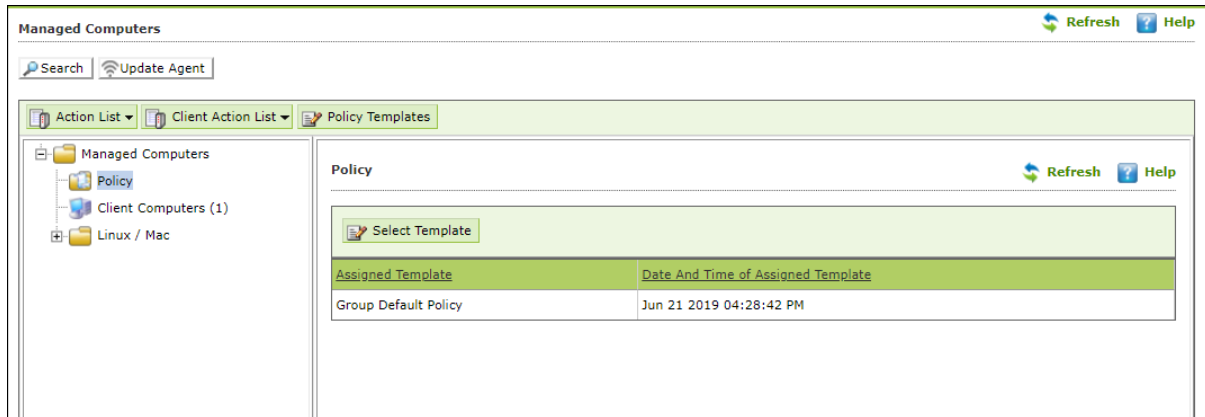 Managed Computers
Refresh Help
Search Update Agent
Action List Client Action List Policy Templates
Managed Computers
Policy
Client Computers (1)
Linux / Mac
Policy
Refresh Help
Select Template
Assigned Template Date And Time of Assigned Template
Group Default Policy Jun 21 2019 04:28:42 PM